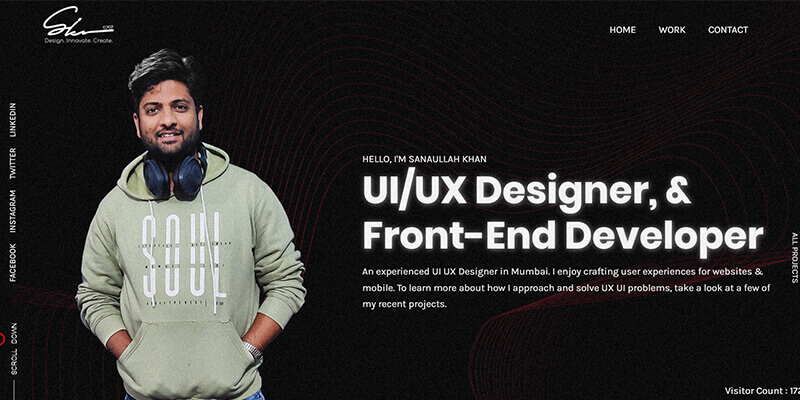 Design. Innovate. Create.
HOME WORK CONTACT
LINKEDIN
TWITTER
INSTAGRAM
FACEBOOK
SCROLL DOWN
HELLO, I'M SANAULLAH KHAN
UI/UX Designer, &
Front-End Developer
An experienced UI UX Designer in Mumbai. I enjoy crafting user experiences for websites &
mobile. To learn more about how I approach and solve UX UI problems, take a look at a few of
my recent projects.
SOUL
ALL PROJECTS
Visitor Count : 172